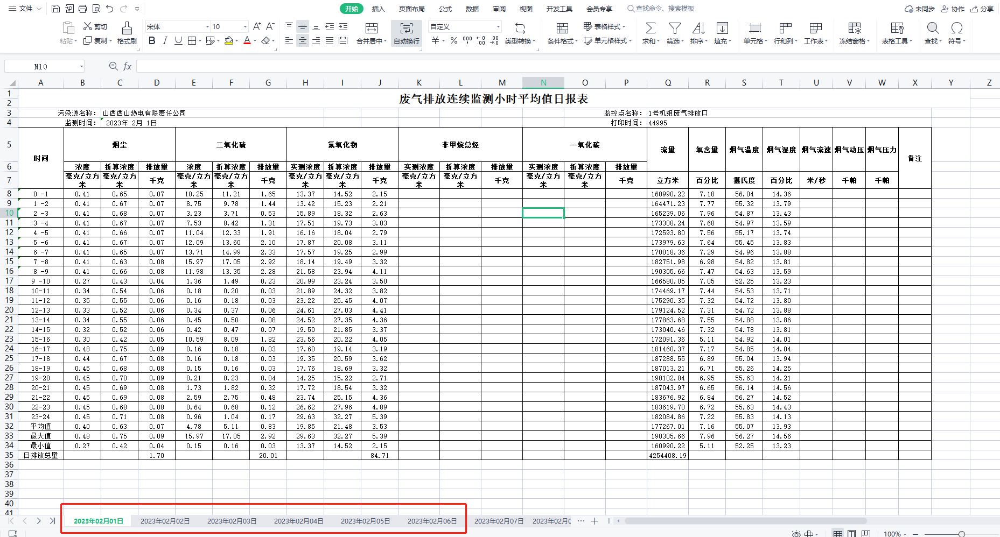 文件 开始 插入 页面布局 公式 数据 审阅 视图 开发工具 会员专享 查找命令、搜索模板 未同步 协作 分享
粘贴 剪切 复制 格式刷 宋体 10 A⁺ A⁻ B I U A 合并居中 自动换行 自定义 ¥ % 000 类型转换 条件格式 表格样式 单元格样式 求和 筛选 排序 填充 单元格 行和列 工作表 冻结窗格 表格工具 查找 符号
N10 fx
A B C D E F G H I J K L M N O P Q R S T U V W X Y Z
1
2 废气排放连续监测小时平均值日报表
3 污染源名称: 山西西山热电有限责任公司 监控点名称: 1号机组废气排放口
4 监测时间: 2023年 2月 1日 打印时间: 44995
5 时间 烟尘 二氧化硫 氮氧化物 非甲烷总烃 一氧化碳 流量 氧含量 烟气温度 烟气湿度 烟气流速 烟气动压 烟气压力 备注
6 浓度 折算浓度 排放量 浓度 折算浓度 排放量 实测浓度 折算浓度 排放量 实测浓度 折算浓度 排放量 实测浓度 折算浓度 排放量
7 毫克/立方米 毫克/立方米 千克 毫克/立方米 毫克/立方米 千克 毫克/立方米 毫克/立方米 千克 毫克/立方米 毫克/立方米 千克 毫克/立方米 毫克/立方米 千克 立方米 百分比 摄氏度 百分比 米/秒 千帕 千帕
8 0 -1 0.41 0.65 0.07 10.25 11.21 1.65 13.37 14.52 2.15 160990.22 7.18 56.04 14.36
9 1 -2 0.41 0.67 0.07 8.75 9.78 1.44 13.42 15.23 2.21 164471.23 7.77 55.32 13.79
10 2 -3 0.41 0.68 0.07 3.23 3.71 0.53 15.89 18.32 2.63 165239.06 7.96 54.87 13.43
11 3 -4 0.41 0.67 0.07 7.53 8.42 1.31 17.51 19.73 3.03 173308.24 7.68 54.97 13.59
12 4 -5 0.41 0.66 0.07 11.04 12.33 1.91 16.16 18.04 2.79 172593.80 7.56 55.17 13.74
13 5 -6 0.41 0.67 0.07 12.09 13.60 2.10 17.87 20.08 3.11 173979.63 7.64 55.45 13.83
14 6 -7 0.41 0.65 0.07 13.71 14.99 2.33 17.57 19.25 2.99 170018.36 7.29 54.96 13.88
15 7 -8 0.41 0.63 0.08 15.97 17.05 2.92 18.14 19.49 3.32 182751.98 6.98 54.82 13.81
16 8 -9 0.41 0.66 0.08 11.98 13.35 2.28 21.58 23.94 4.11 190305.66 7.47 54.63 13.59
17 9 -10 0.27 0.43 0.04 1.36 1.49 0.23 20.99 23.24 3.50 166580.05 7.05 52.25 13.23
18 10-11 0.34 0.54 0.06 0.18 0.20 0.03 21.89 24.32 3.82 174469.17 7.44 54.53 13.71
19 11-12 0.35 0.55 0.06 0.16 0.18 0.03 23.22 25.45 4.07 175290.35 7.32 54.72 13.80
20 12-13 0.33 0.52 0.06 0.34 0.37 0.06 24.61 27.03 4.41 179124.52 7.31 54.72 13.88
21 13-14 0.34 0.55 0.06 0.45 0.50 0.08 24.52 27.35 4.36 177863.68 7.55 54.88 13.86
22 14-15 0.32 0.52 0.06 0.42 0.47 0.07 19.50 21.85 3.37 173040.46 7.32 54.78 13.81
23 15-16 0.30 0.42 0.05 10.59 8.09 1.82 23.56 20.22 4.05 172091.36 5.11 54.92 14.01
24 16-17 0.48 0.75 0.09 0.16 0.18 0.03 17.60 19.14 3.19 181460.37 7.17 54.85 14.04
25 17-18 0.44 0.67 0.08 0.16 0.18 0.03 19.35 20.59 3.62 187288.55 6.89 55.04 13.94
26 18-19 0.45 0.68 0.08 0.15 0.16 0.03 17.76 18.69 3.32 187013.21 6.71 55.26 14.25
27 19-20 0.45 0.70 0.09 0.21 0.23 0.04 14.25 15.22 2.71 190102.84 6.95 55.63 14.21
28 20-21 0.45 0.69 0.08 1.73 1.82 0.32 17.72 18.54 3.32 187043.97 6.65 56.14 14.56
29 21-22 0.45 0.69 0.08 2.59 2.75 0.48 23.74 25.15 4.36 183676.92 6.84 56.27 14.52
30 22-23 0.45 0.68 0.08 0.64 0.68 0.12 26.62 27.96 4.89 183619.70 6.72 55.63 14.43
31 23-24 0.45 0.71 0.08 0.96 1.04 0.17 29.63 32.27 5.39 182084.86 7.22 55.83 14.13
32 平均值 0.40 0.63 0.07 4.78 5.11 0.83 19.85 21.48 3.53 177267.01 7.16 55.07 13.93
33 最大值 0.48 0.75 0.09 15.97 17.05 2.92 29.63 32.27 5.39 190305.66 7.96 56.27 14.56
34 最小值 0.27 0.42 0.04 0.15 0.16 0.03 13.37 14.52 2.15 160990.22 5.11 52.25 13.23
35 日排放总量 1.70 20.01 84.71 4254408.19
36
37
38
39
40
41
2023年02月01日 2023年02月02日 2023年02月03日 2023年02月04日 2023年02月05日 2023年02月06日 2023年02月07日 2023年02月0 ···
100%